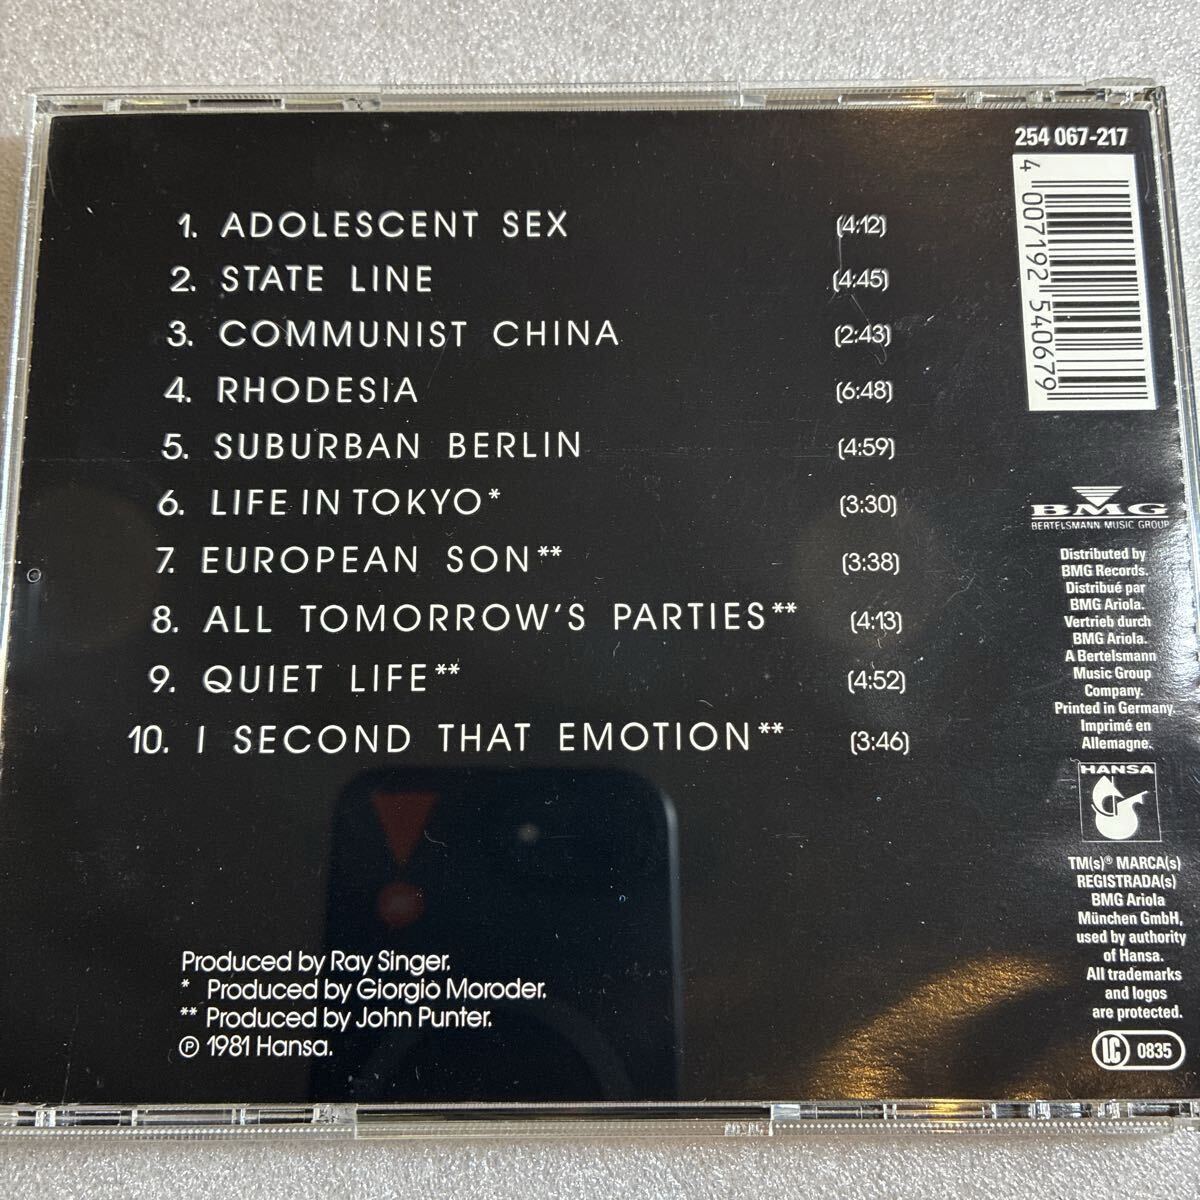 254 067-217
4 007192 540679
1. ADOLESCENT SEX (4:12)
2. STATE LINE (4:45)
3. COMMUNIST CHINA (2:43)
4. RHODESIA (6:48)
5. SUBURBAN BERLIN (4:59)
6. LIFE IN TOKYO* (3:30)
7. EUROPEAN SON** (3:38)
8. ALL TOMORROW'S PARTIES** (4:13)
9. QUIET LIFE** (4:52)
10. I SECOND THAT EMOTION** (3:46)
Produced by Ray Singer.
* Produced by Giorgio Moroder.
** Produced by John Punter.
℗ 1981 Hansa.
BMG
BERTELSMANN MUSIC GROUP
Distributed by
BMG Records.
Distribué par
BMG Ariola.
Vertrieb durch
BMG Ariola.
A Bertelsmann
Music Group
Company.
Printed in Germany.
Imprimé en
Allemagne.
HANSA
TM(s)® MARCA(s)
REGISTRADA(s)
BMG Ariola
München GmbH,
used by authority
of Hansa.
All trademarks
and logos
are protected.
LC 0835